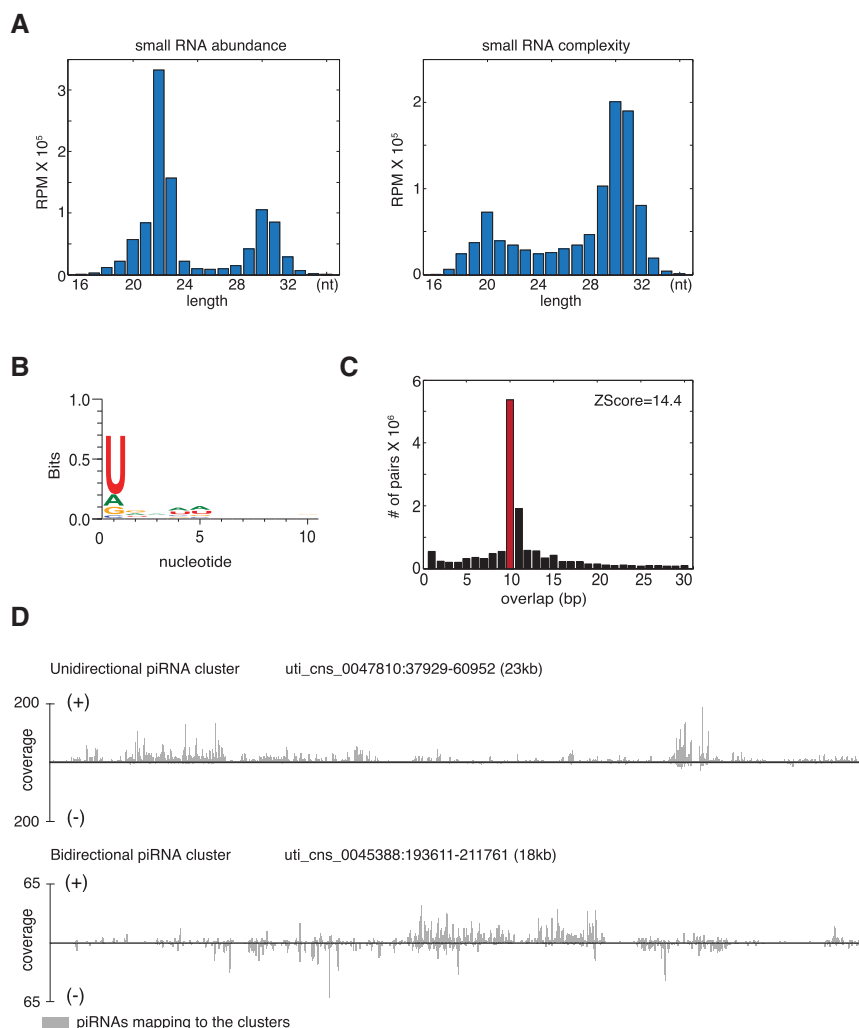 A
small RNA abundance
small RNA complexity
RPM X 10⁵
3
2
1
0
16 20 24 28 32 (nt)
length
RPM X 10⁵
2
1
0
16 20 24 28 32 (nt)
length
B
Bits
1.0
0.5
0.0
U
A
G
0 5 10
nucleotide
C
ZScore=14.4
# of pairs X 10⁶
6
4
2
0
0 5 10 15 20 25 30
overlap (bp)
D
Unidirectional piRNA cluster uti_cns_0047810:37929-60952 (23kb)
200 (+)
coverage
200 (-)
Bidirectional piRNA cluster uti_cns_0045388:193611-211761 (18kb)
65 (+)
coverage
65 (-)
piRNAs mapping to the clusters